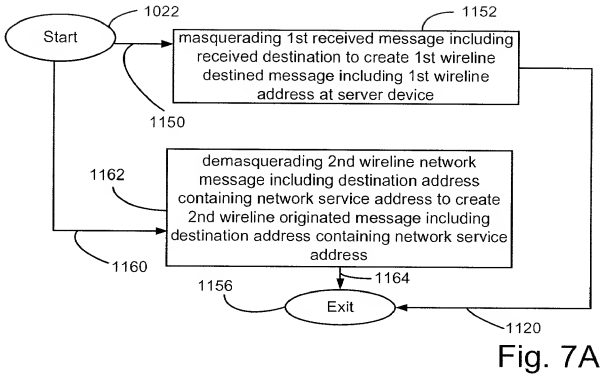 Start
1022
1152
masquerading 1st received message including
received destination to create 1st wireline
destined message including 1st wireline
address at server device
1150
1162
demasquerading 2nd wireline network
message including destination address
containing network service address to create
2nd wireline originated message including
destination address containing network service
address
1160
1164
1156
Exit
1120
Fig. 7A